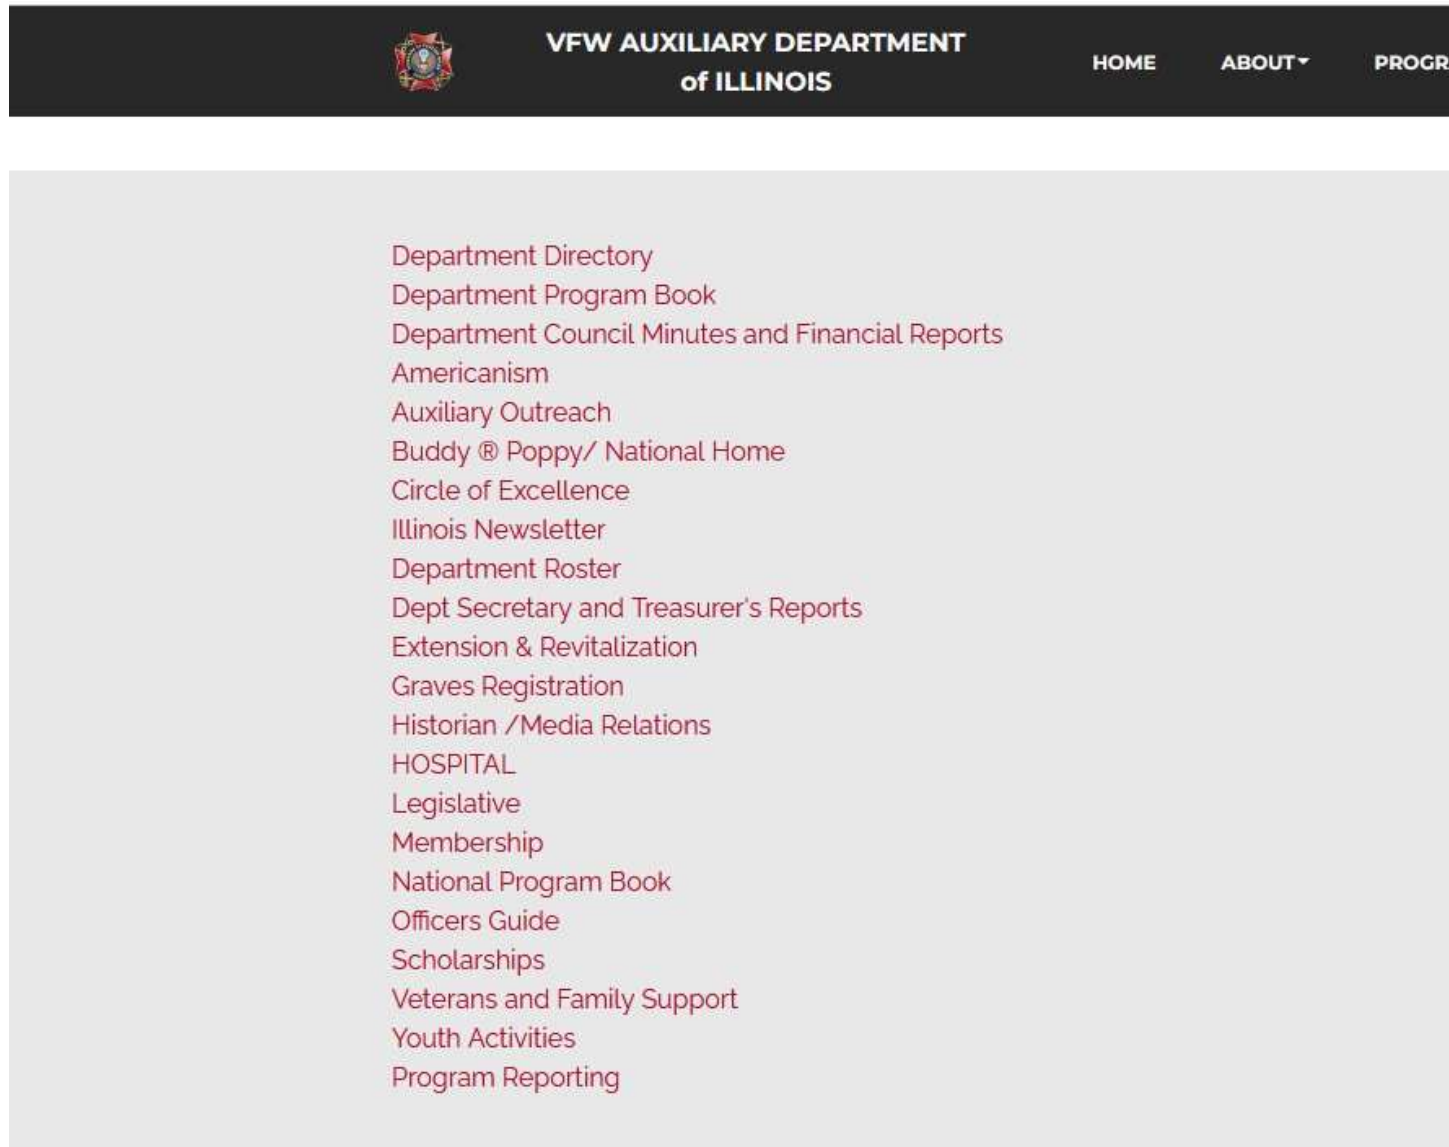 VFW AUXILIARY DEPARTMENT
of ILLINOIS
HOME ABOUT PROGR
Department Directory
Department Program Book
Department Council Minutes and Financial Reports
Americanism
Auxiliary Outreach
Buddy ® Poppy/ National Home
Circle of Excellence
Illinois Newsletter
Department Roster
Dept Secretary and Treasurer's Reports
Extension & Revitalization
Graves Registration
Historian /Media Relations
HOSPITAL
Legislative
Membership
National Program Book
Officers Guide
Scholarships
Veterans and Family Support
Youth Activities
Program Reporting